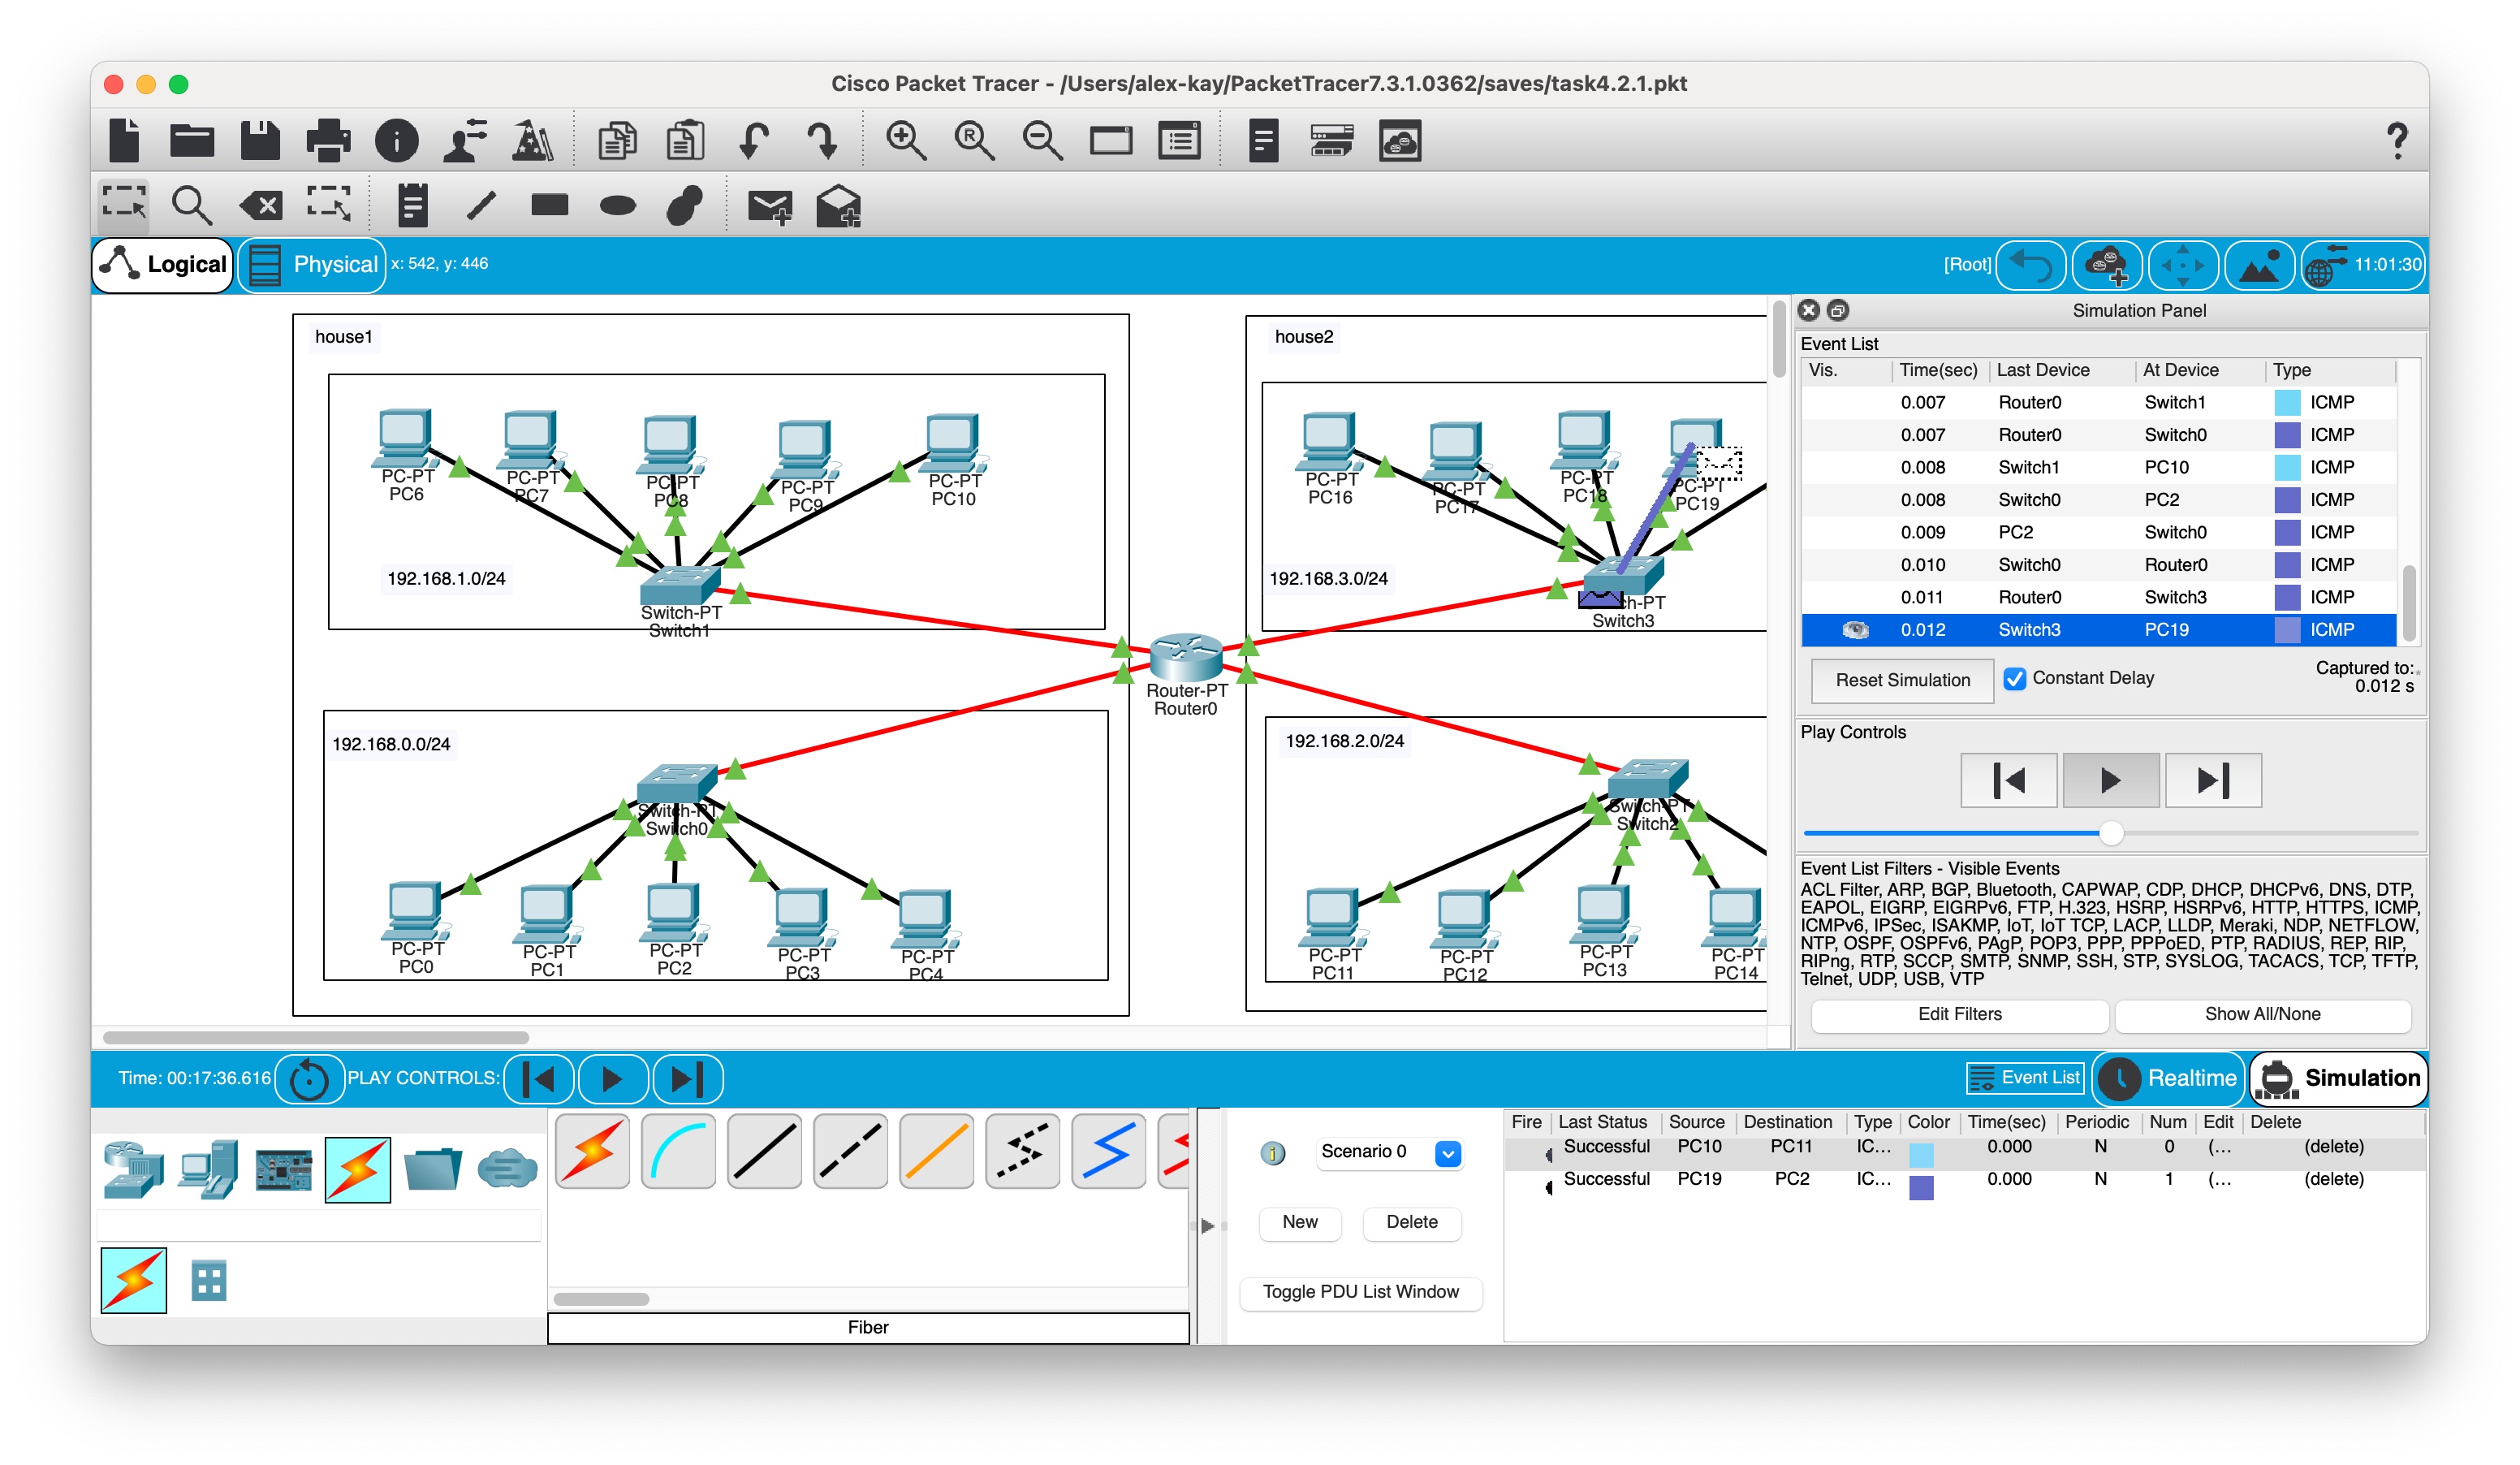 Cisco Packet Tracer - /Users/alex-kay/PacketTracer7.3.1.0362/saves/task4.2.1.pkt
Logical
Physical
x: 542, y: 446
[Root]
11:01:30
house1
PC-PT
PC6
PC-PT
PC7
PC-PT
PC8
PC-PT
PC9
PC-PT
PC10
192.168.1.0/24
Switch-PT
Switch1
house2
PC-PT
PC16
PC-PT
PC17
PC-PT
PC18
PC-PT
PC19
192.168.3.0/24
ch-PT
Switch3
Router-PT
Router0
192.168.0.0/24
Switch-PT
Switch0
PC-PT
PC0
PC-PT
PC1
PC-PT
PC2
PC-PT
PC3
PC-PT
PC4
192.168.2.0/24
Switch-PT
Switch2
PC-PT
PC11
PC-PT
PC12
PC-PT
PC13
PC-PT
PC14
Simulation Panel
Event List
Vis. Time(sec) Last Device At Device Type
0.007 Router0 Switch1 ICMP
0.007 Router0 Switch0 ICMP
0.008 Switch1 PC10 ICMP
0.008 Switch0 PC2 ICMP
0.009 PC2 Switch0 ICMP
0.010 Switch0 Router0 ICMP
0.011 Router0 Switch3 ICMP
0.012 Switch3 PC19 ICMP
Reset Simulation
Constant Delay
Captured to:*
0.012 s
Play Controls
Event List Filters - Visible Events
ACL Filter, ARP, BGP, Bluetooth, CAPWAP, CDP, DHCP, DHCPv6, DNS, DTP,
EAPOL, EIGRP, EIGRPv6, FTP, H.323, HSRP, HSRPv6, HTTP, HTTPS, ICMP,
ICMPv6, IPSec, ISAKMP, IoT, IoT TCP, LACP, LLDP, Meraki, NDP, NETFLOW,
NTP, OSPF, OSPFv6, PAgP, POP3, PPP, PPPoED, PTP, RADIUS, REP, RIP,
RIPng, RTP, SCCP, SMTP, SNMP, SSH, STP, SYSLOG, TACACS, TCP, TFTP,
Telnet, UDP, USB, VTP
Edit Filters
Show All/None
Time: 00:17:36.616
PLAY CONTROLS:
Event List
Realtime
Simulation
Fiber
Scenario 0
New
Delete
Toggle PDU List Window
Fire Last Status Source Destination Type Color Time(sec) Periodic Num Edit Delete
Successful PC10 PC11 IC... 0.000 N 0 (... (delete)
Successful PC19 PC2 IC... 0.000 N 1 (... (delete)